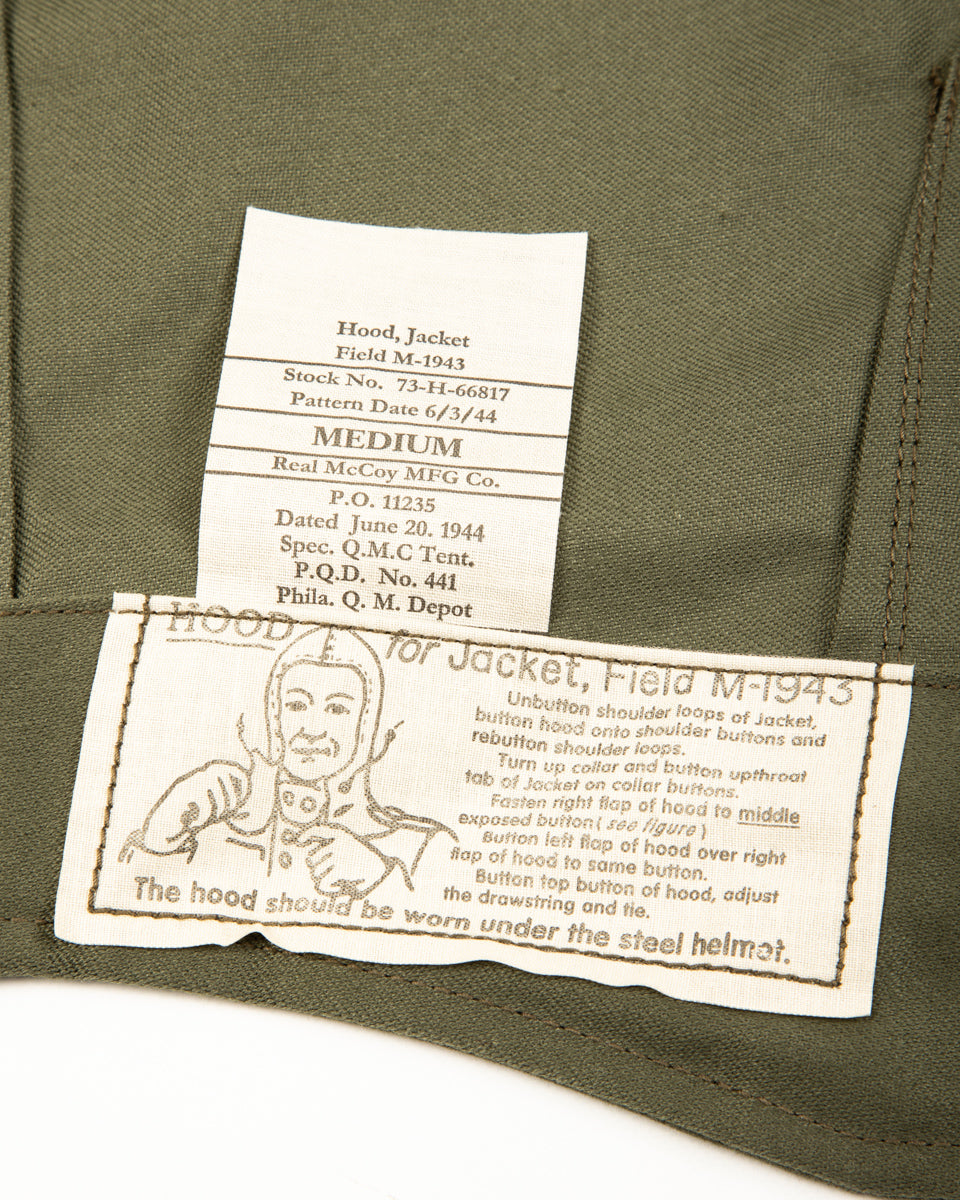 Hood, Jacket
Field M-1943
Stock No. 73-H-66817
Pattern Date 6/3/44
MEDIUM
Real McCoy MFG Co.
P.O. 11235
Dated June 20. 1944
Spec. Q.M.C Tent.
P.Q.D. No. 441
Phila. Q. M. Depot
HOOD for Jacket, Field M-1943
Unbutton shoulder loops of Jacket,
button hood onto shoulder buttons and
rebutton shoulder loops.
Turn up collar and button upthroat
tab of Jacket on collar buttons.
Fasten right flap of hood to middle
exposed button ( see figure )
Button left flap of hood over right
flap of hood to same button.
Button top button of hood, adjust
the drawstring and tie.
The hood should be worn under the steel helmet.